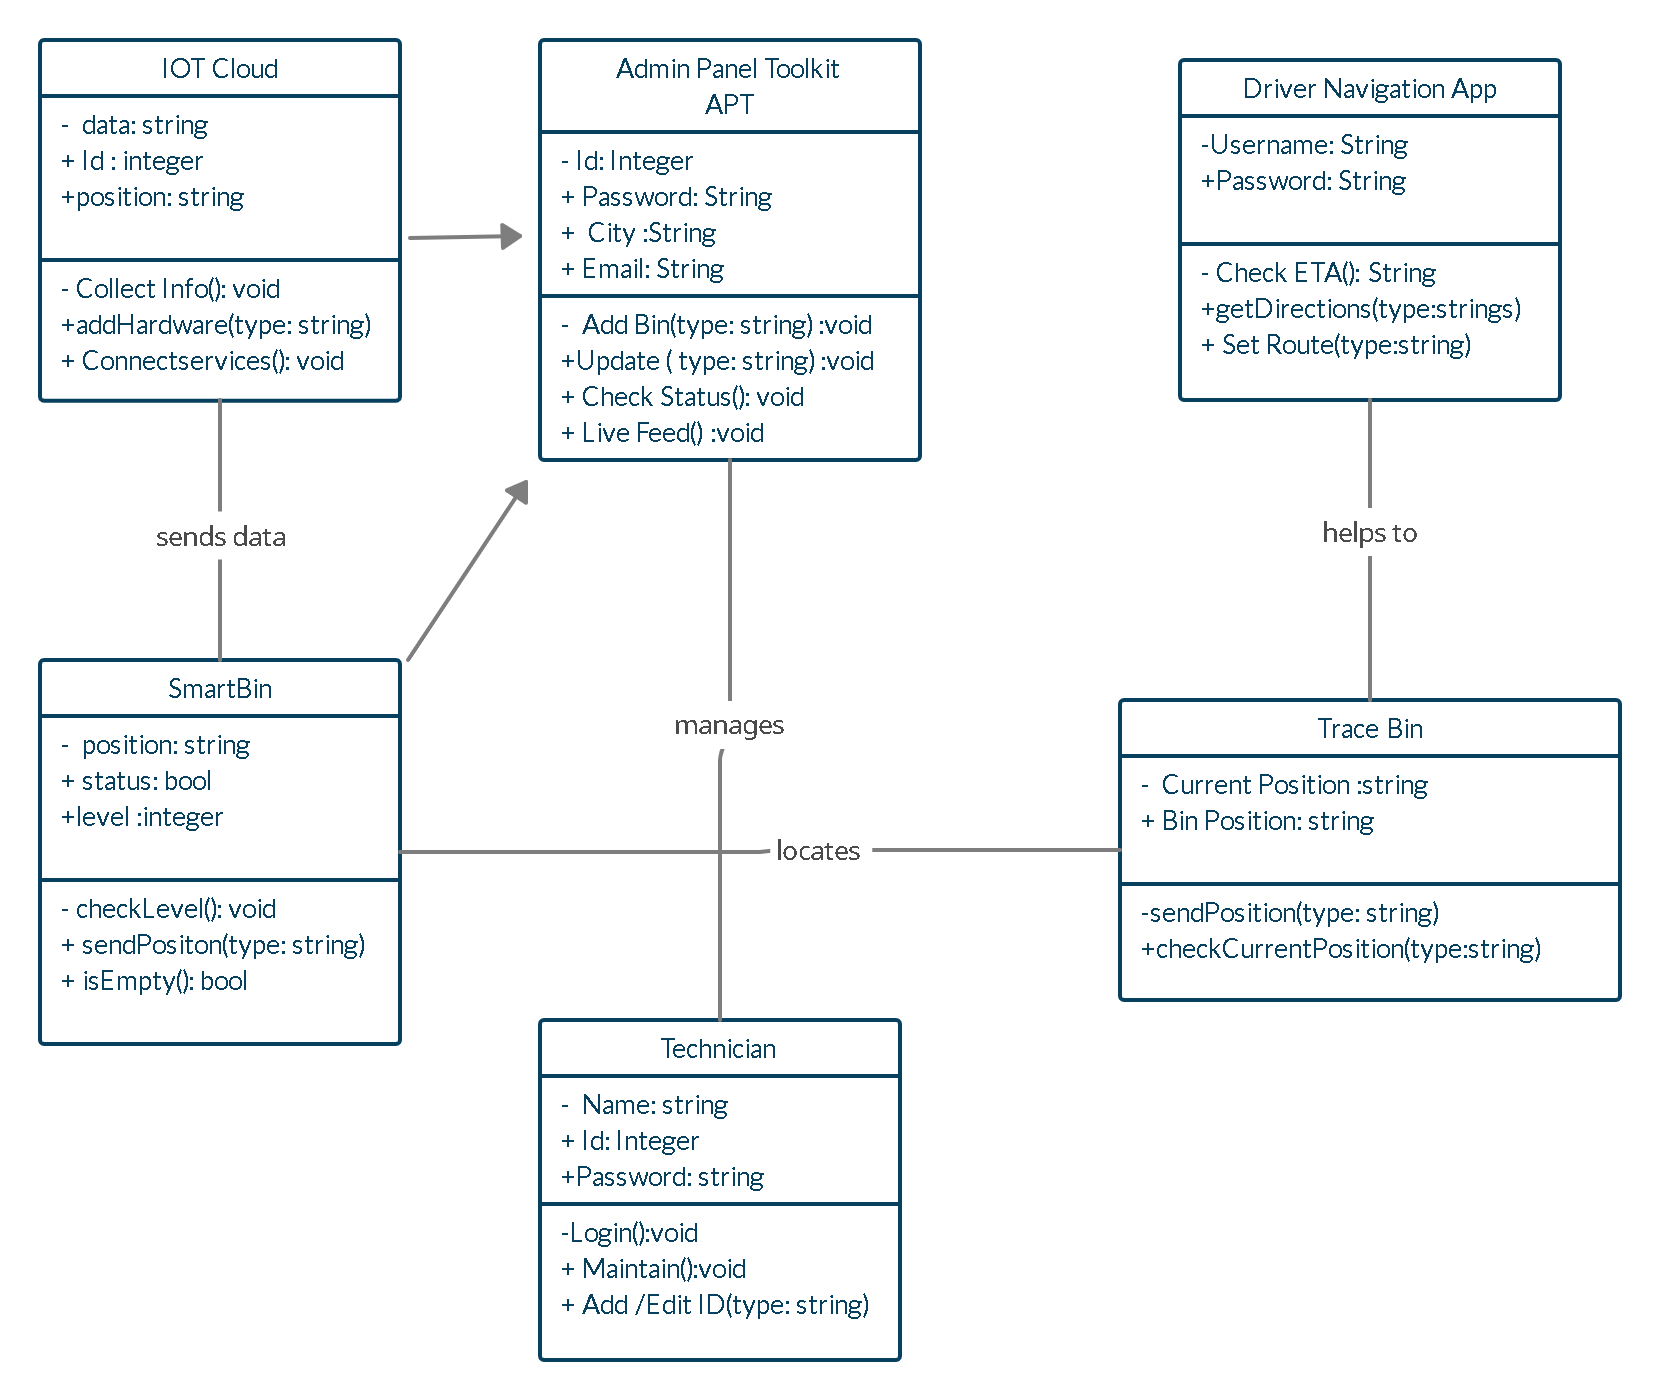 IOT Cloud
-  data: string
+ Id : integer
+position: string
- Collect Info(): void
+addHardware(type: string)
+ Connectservices(): void
Admin Panel Toolkit
APT
- Id: Integer
+ Password: String
+  City :String
+ Email: String
-  Add Bin(type: string) :void
+Update ( type: string) :void
+ Check Status(): void
+ Live Feed() :void
Driver Navigation App
-Username: String
+Password: String
- Check ETA(): String
+getDirections(type:strings)
+ Set Route(type:string)
sends data
helps to
manages
locates
SmartBin
-  position: string
+ status: bool
+level :integer
- checkLevel(): void
+ sendPositon(type: string)
+ isEmpty(): bool
Trace Bin
-  Current Position :string
+ Bin Position: string
-sendPosition(type: string)
+checkCurrentPosition(type:string)
Technician
-  Name: string
+ Id: Integer
+Password: string
-Login():void
+ Maintain():void
+ Add /Edit ID(type: string)